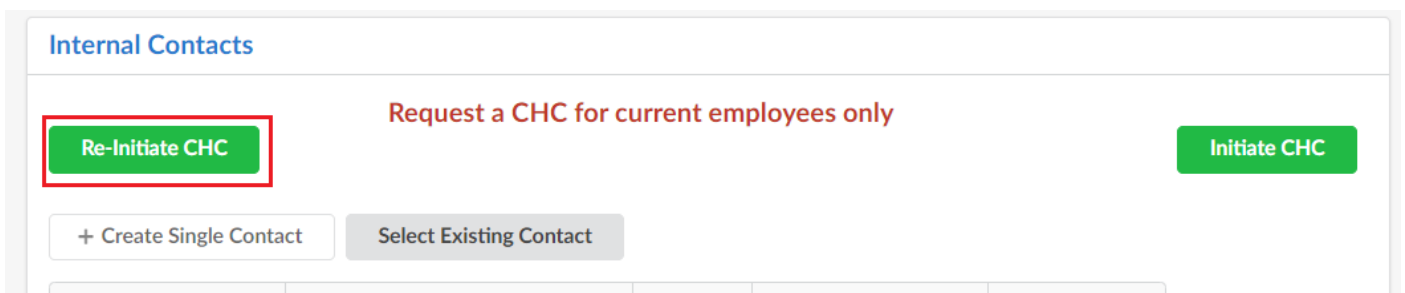 Internal Contacts
Request a CHC for current employees only
Re-Initiate CHC
Initiate CHC
+ Create Single Contact
Select Existing Contact